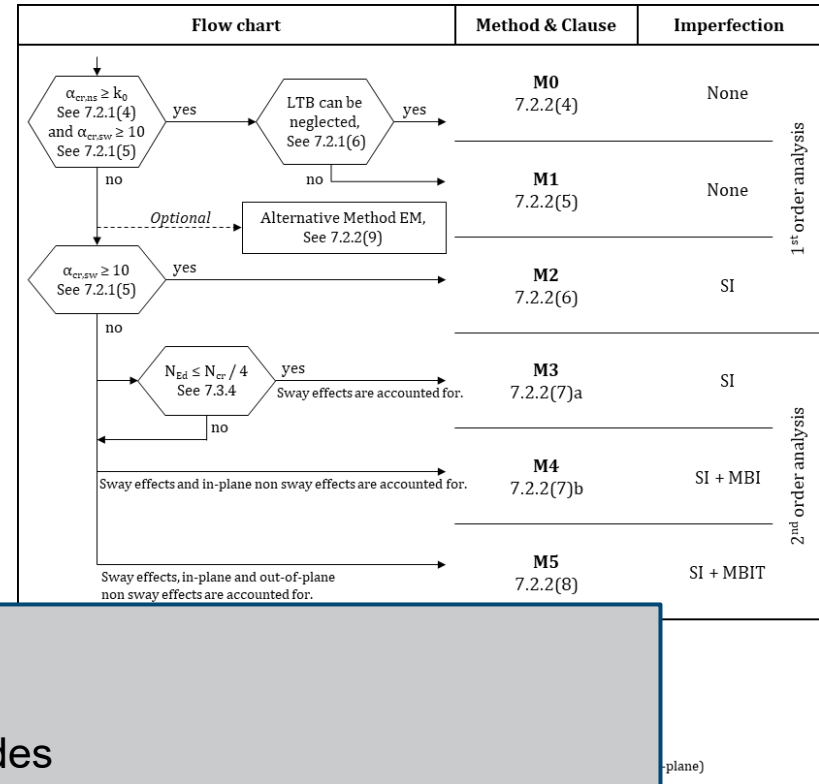 Flow chart
Method & Clause
Imperfection
α_cr,ns ≥ k_0
See 7.2.1(4)
and α_cr,sw ≥ 10
See 7.2.1(5)
yes
LTB can be
neglected,
See 7.2.1(6)
yes
M0
7.2.2(4)
None
no
no
M1
7.2.2(5)
None
Optional
Alternative Method EM,
See 7.2.2(9)
1st order analysis
α_cr,sw ≥ 10
See 7.2.1(5)
yes
M2
7.2.2(6)
SI
no
N_Ed ≤ N_cr / 4
See 7.3.4
yes
Sway effects are accounted for.
M3
7.2.2(7)a
SI
no
Sway effects and in-plane non sway effects are accounted for.
M4
7.2.2(7)b
SI + MBI
2nd order analysis
Sway effects, in-plane and out-of-plane
non sway effects are accounted for.
M5
7.2.2(8)
SI + MBIT
des
-plane)